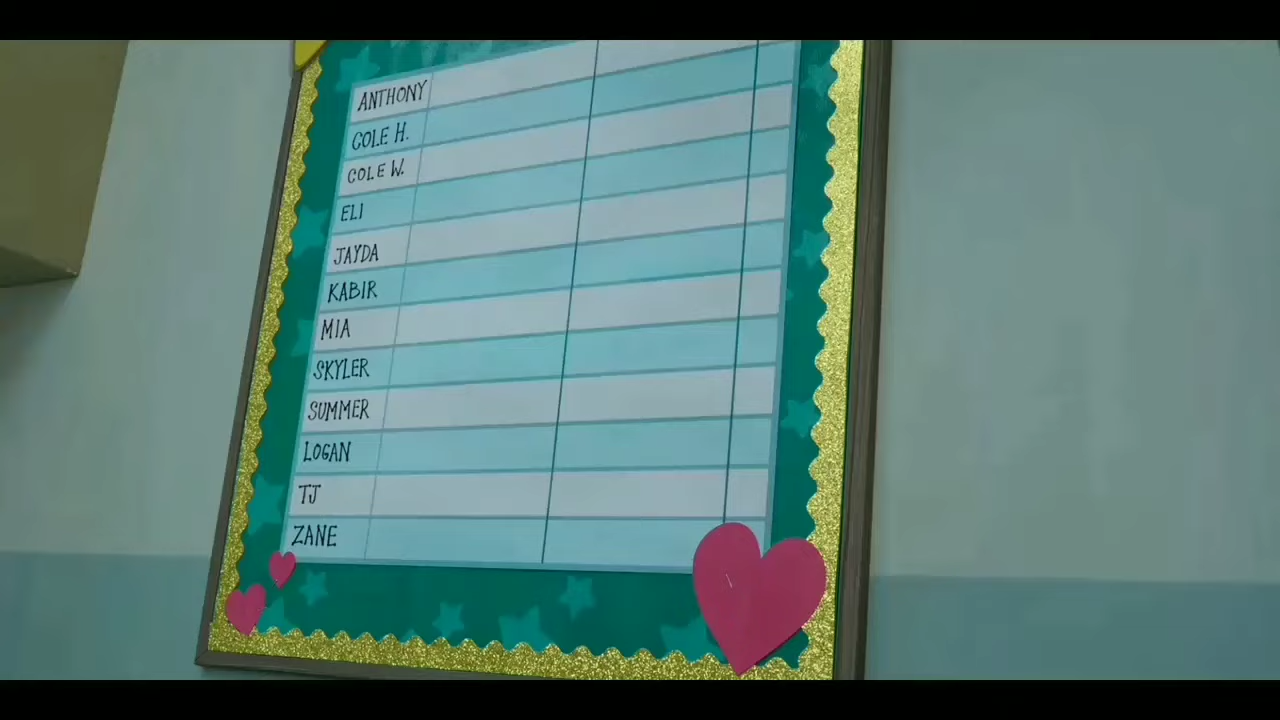 ANTHONY
COLE H.
COLE W.
ELI
JAYDA
KABIR
MIA
SKYLER
SUMMER
LOGAN
TJ
ZANE